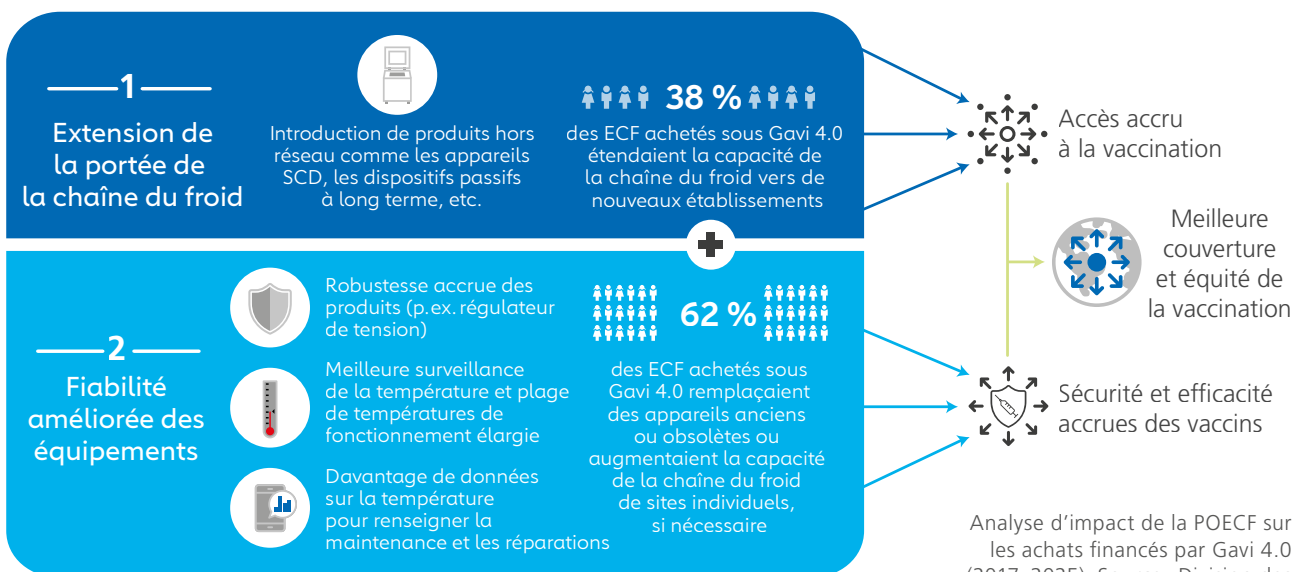 1
Extension de
la portée de
la chaîne du froid
Introduction de produits hors
réseau comme les appareils
SCD, les dispositifs passifs
à long terme, etc.
38 %
des ECF achetés sous Gavi 4.0
étendaient la capacité de
la chaîne du froid vers de
nouveaux établissements
2
Fiabilité
améliorée des
équipements
Robustesse accrue des
produits (p.ex. régulateur
de tension)
Meilleure surveillance
de la température et plage
de températures de
fonctionnement élargie
Davantage de données
sur la température
pour renseigner la
maintenance et les réparations
62 %
des ECF achetés sous
Gavi 4.0 remplaçaient
des appareils anciens
ou obsolètes ou
augmentaient la capacité
de la chaîne du froid
de sites individuels,
si nécessaire
Accès accru
à la vaccination
Meilleure
couverture
et équité de
la vaccination
Sécurité et efficacité
accrues des vaccins
Analyse d'impact de la POECF sur
les achats financés par Gavi 4.0
(2017–2025). Source: Division des